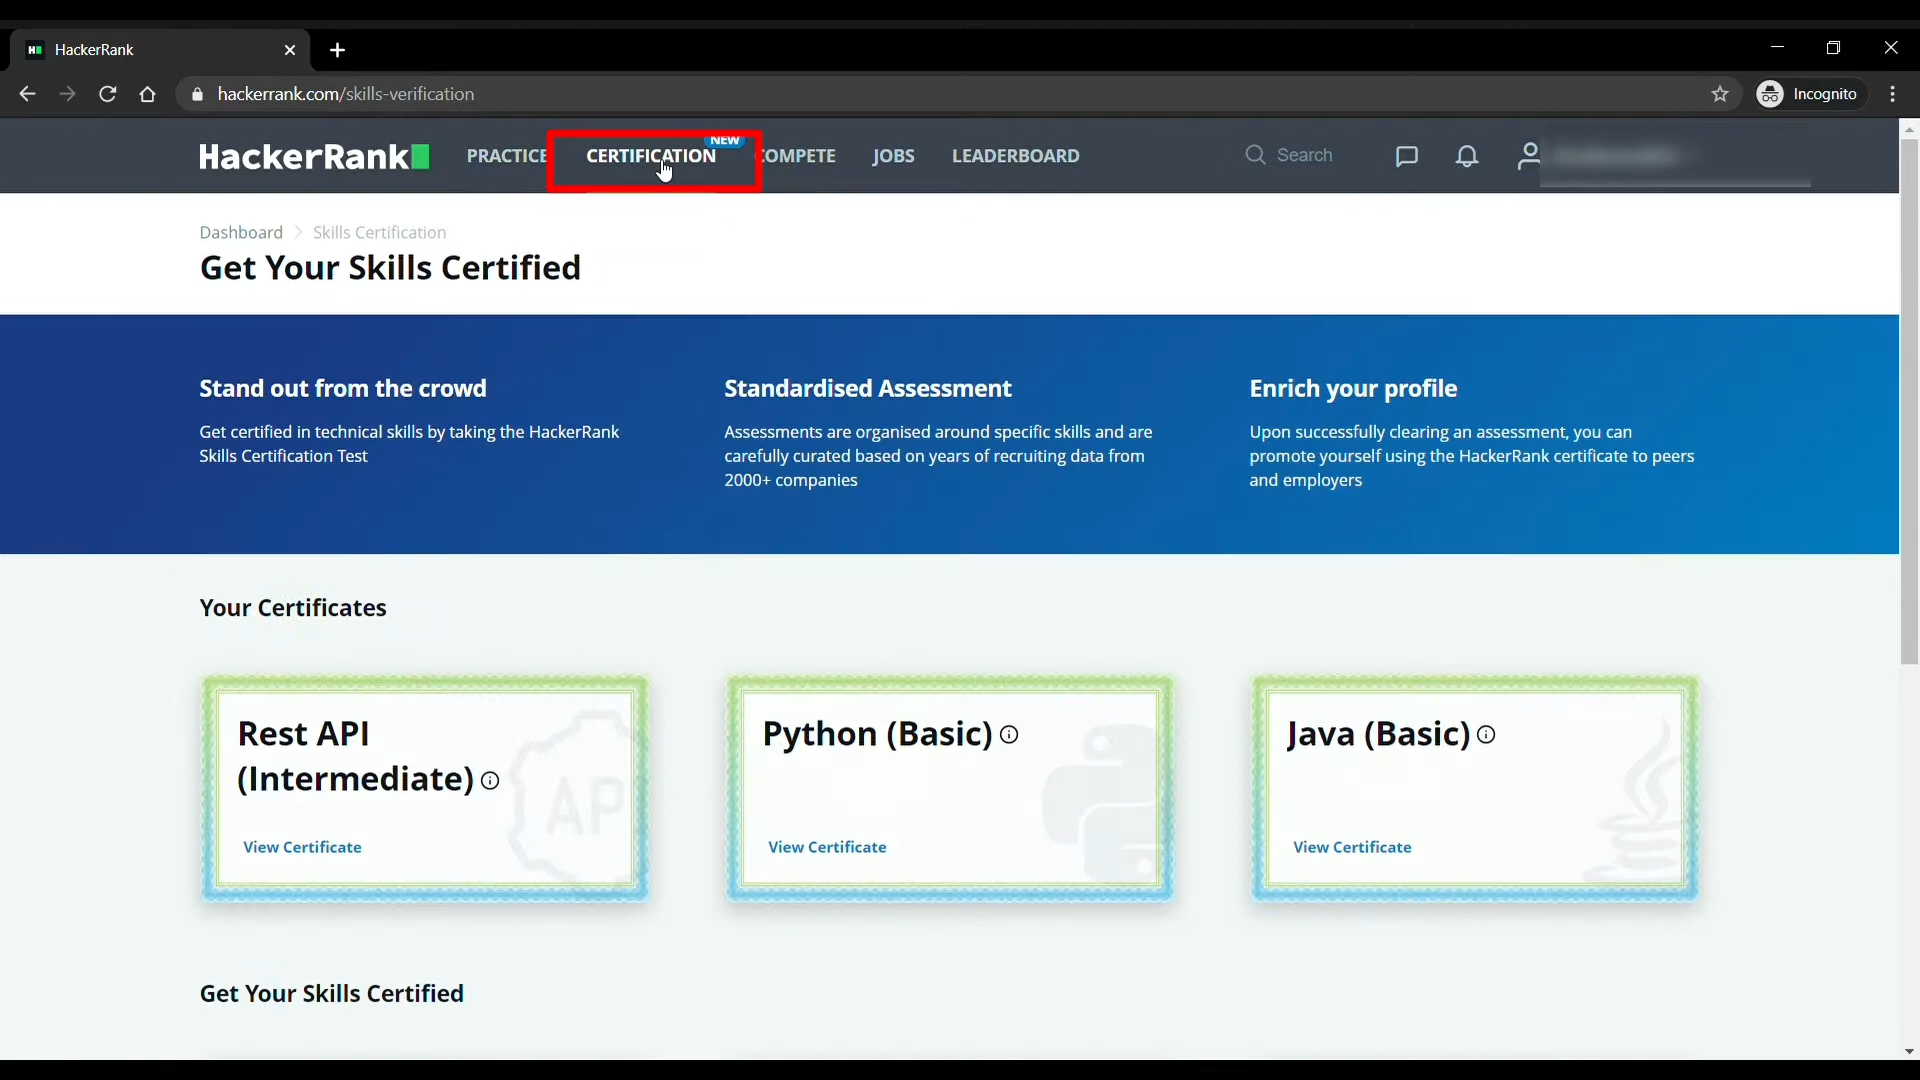 HackerRank
hackerrank.com/skills-verification
Incognito
HackerRank
PRACTICE
CERTIFICATION
NEW
COMPETE
JOBS
LEADERBOARD
Search
Dashboard
Skills Certification
Get Your Skills Certified
Stand out from the crowd
Get certified in technical skills by taking the HackerRank
Skills Certification Test
Standardised Assessment
Assessments are organised around specific skills and are
carefully curated based on years of recruiting data from
2000+ companies
Enrich your profile
Upon successfully clearing an assessment, you can
promote yourself using the HackerRank certificate to peers
and employers
Your Certificates
Rest API
(Intermediate)
View Certificate
Python (Basic)
View Certificate
Java (Basic)
View Certificate
Get Your Skills Certified